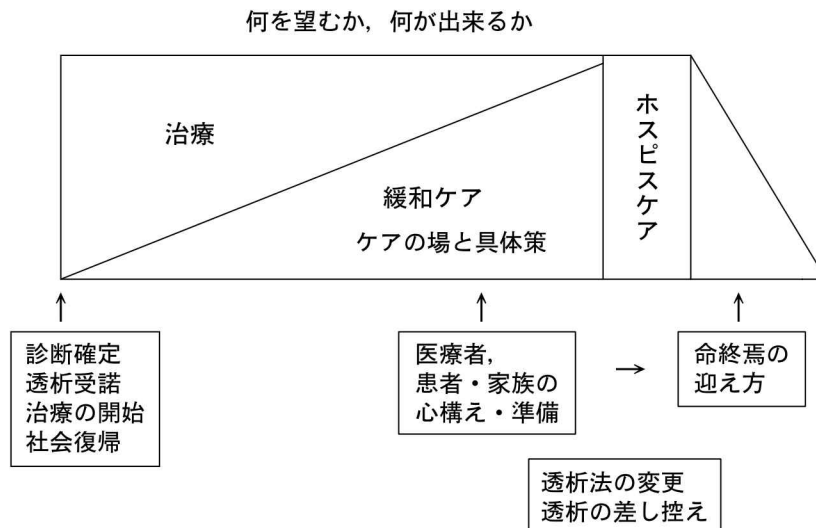 何を望むか，何が出来るか
治療
緩和ケア
ケアの場と具体策
ホスピスケア
診断確定
透析受諾
治療の開始
社会復帰
医療者，
患者・家族の
心構え・準備
命終焉の
迎え方
透析法の変更
透析の差し控え